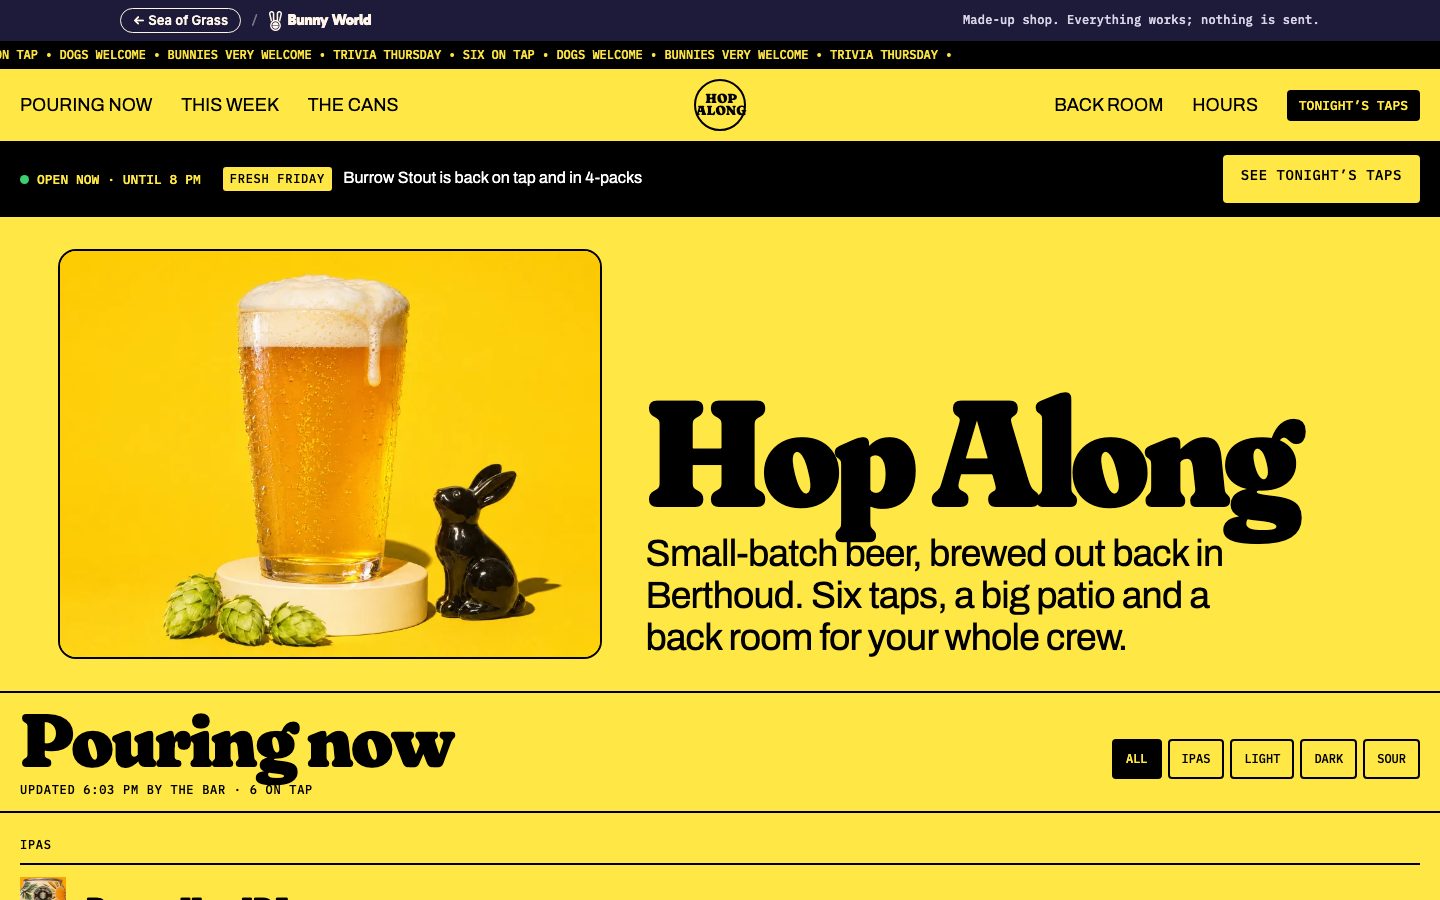 ← Sea of Grass / Bunny World
Made-up shop. Everything works; nothing is sent.
ON TAP • DOGS WELCOME • BUNNIES VERY WELCOME • TRIVIA THURSDAY • SIX ON TAP • DOGS WELCOME • BUNNIES VERY WELCOME • TRIVIA THURSDAY •
POURING NOW THIS WEEK THE CANS
HOP
ALONG
BACK ROOM HOURS TONIGHT’S TAPS
OPEN NOW · UNTIL 8 PM FRESH FRIDAY Burrow Stout is back on tap and in 4-packs
SEE TONIGHT’S TAPS
Hop Along
Small-batch beer, brewed out back in
Berthoud. Six taps, a big patio and a
back room for your whole crew.
Pouring now
UPDATED 6:03 PM BY THE BAR · 6 ON TAP
ALL IPAS LIGHT DARK SOUR
IPAS